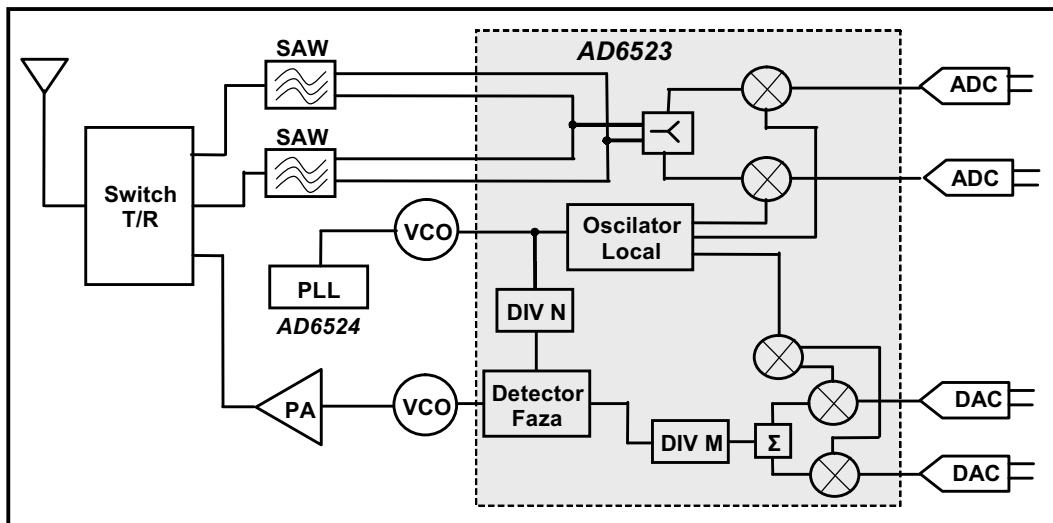 SAW
AD6523
ADC
SAW
Switch
T/R
ADC
VCO
Oscilator
Local
PLL
AD6524
DIV N
PA
VCO
Detector
Faza
DIV M
Σ
DAC
DAC